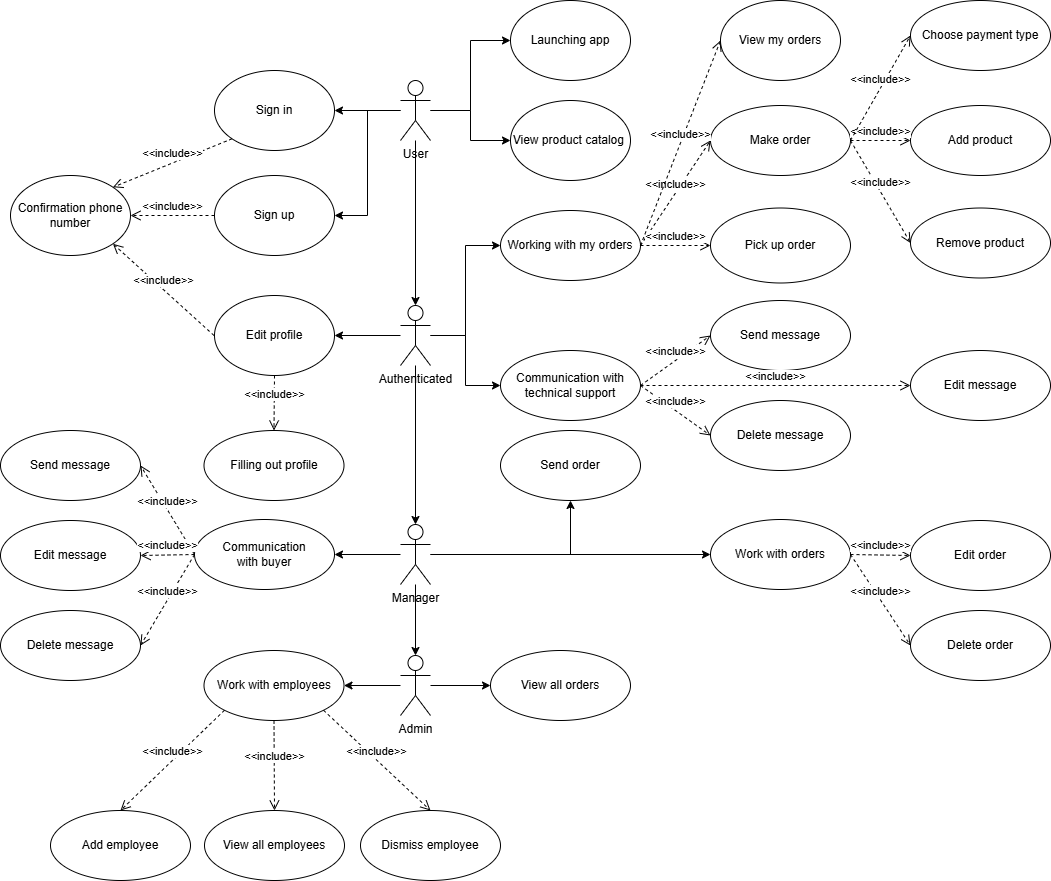 Launching app
View my orders
Choose payment type
<<include>>
Sign in
<<include>>
Make order
<<include>>
Add product
View product catalog
User
<<include>>
<<include>>
<<include>>
Confirmation phone
number
<<include>>
Sign up
Working with my orders
<<include>>
Pick up order
Remove product
<<include>>
Edit profile
Authenticated
Send message
<<include>>
Communication with
technical support
<<include>>
Edit message
<<include>>
<<include>>
Delete message
Filling out profile
Send order
Send message
<<include>>
Edit message
<<include>>
Communication
with buyer
Manager
Work with orders
<<include>>
Edit order
<<include>>
Delete message
Delete order
Work with employees
Admin
View all orders
<<include>>
<<include>>
<<include>>
Add employee
View all employees
Dismiss employee